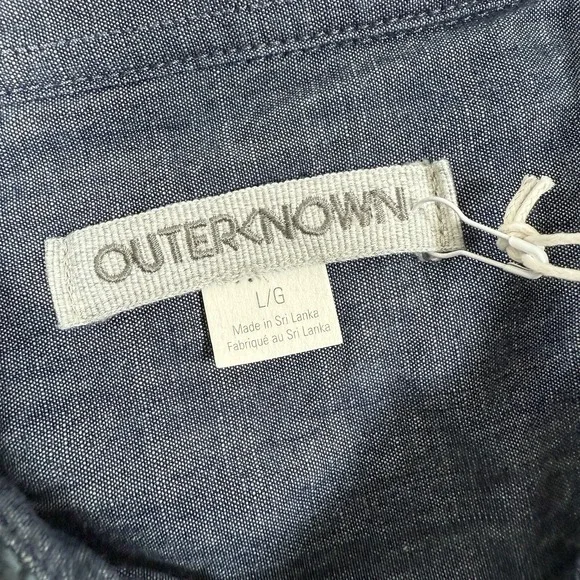 OUTERKNOWN
L/G
Made in Sri Lanka
Fabriqué au Sri Lanka